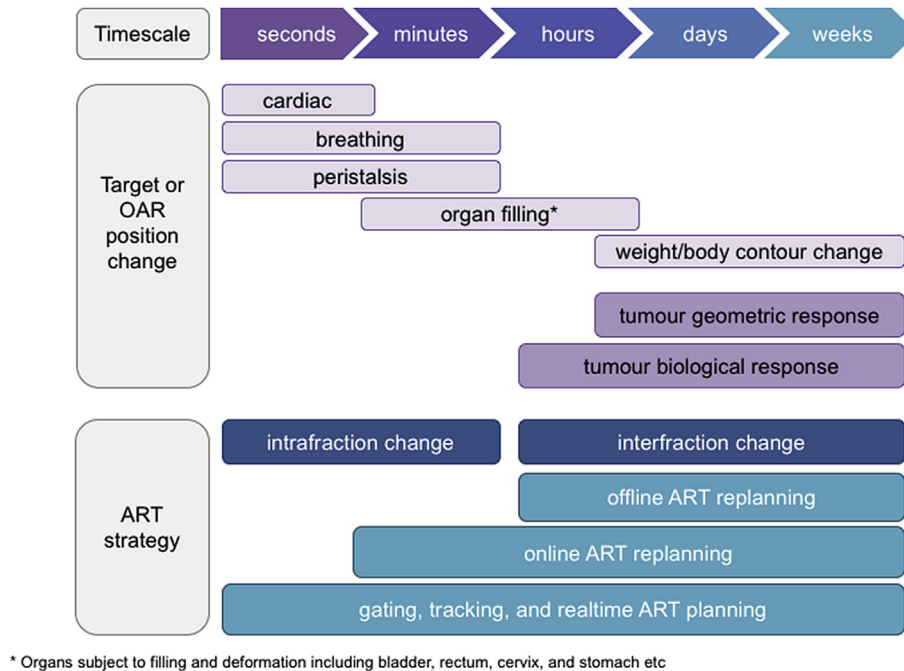 Timescale
seconds
minutes
hours
days
weeks
Target or
OAR
position
change
cardiac
breathing
peristalsis
organ filling*
weight/body contour change
tumour geometric response
tumour biological response
ART
strategy
intrafraction change
interfraction change
offline ART replanning
online ART replanning
gating, tracking, and realtime ART planning
* Organs subject to filling and deformation including bladder, rectum, cervix, and stomach etc